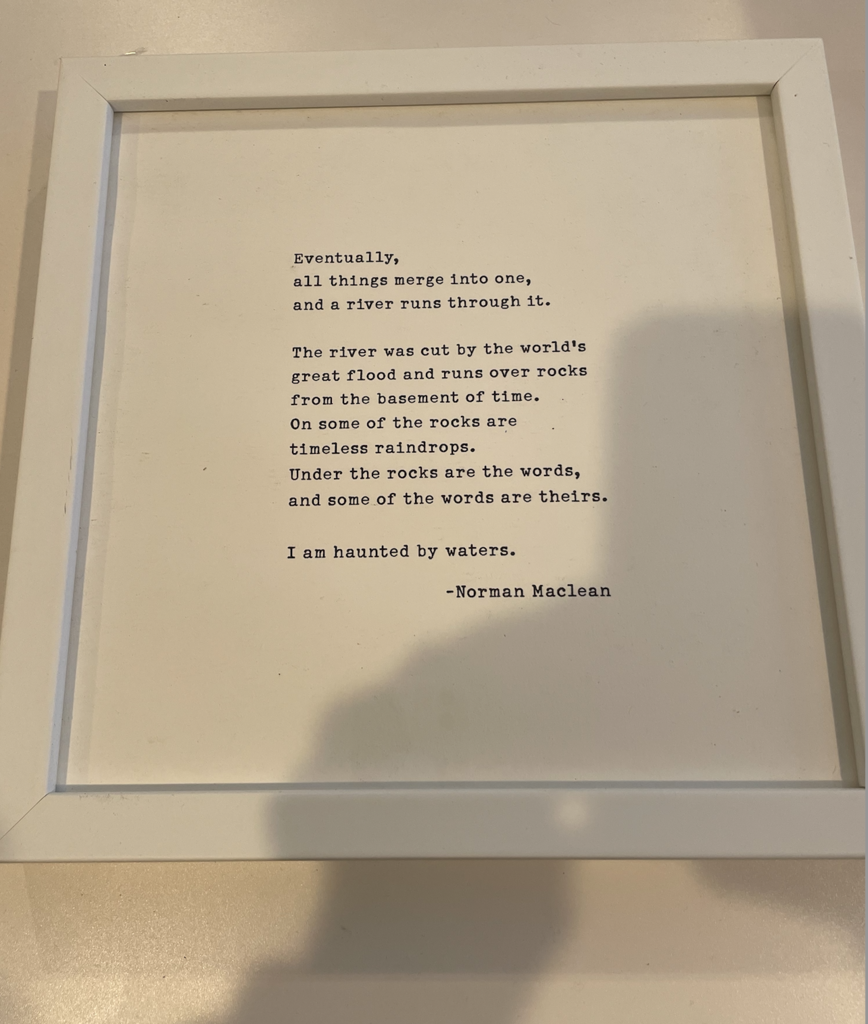 Eventually,
all things merge into one,
and a river runs through it.
The river was cut by the world's
great flood and runs over rocks
from the basement of time.
On some of the rocks are
timeless raindrops.
Under the rocks are the words,
and some of the words are theirs.
I am haunted by waters.
-Norman Maclean